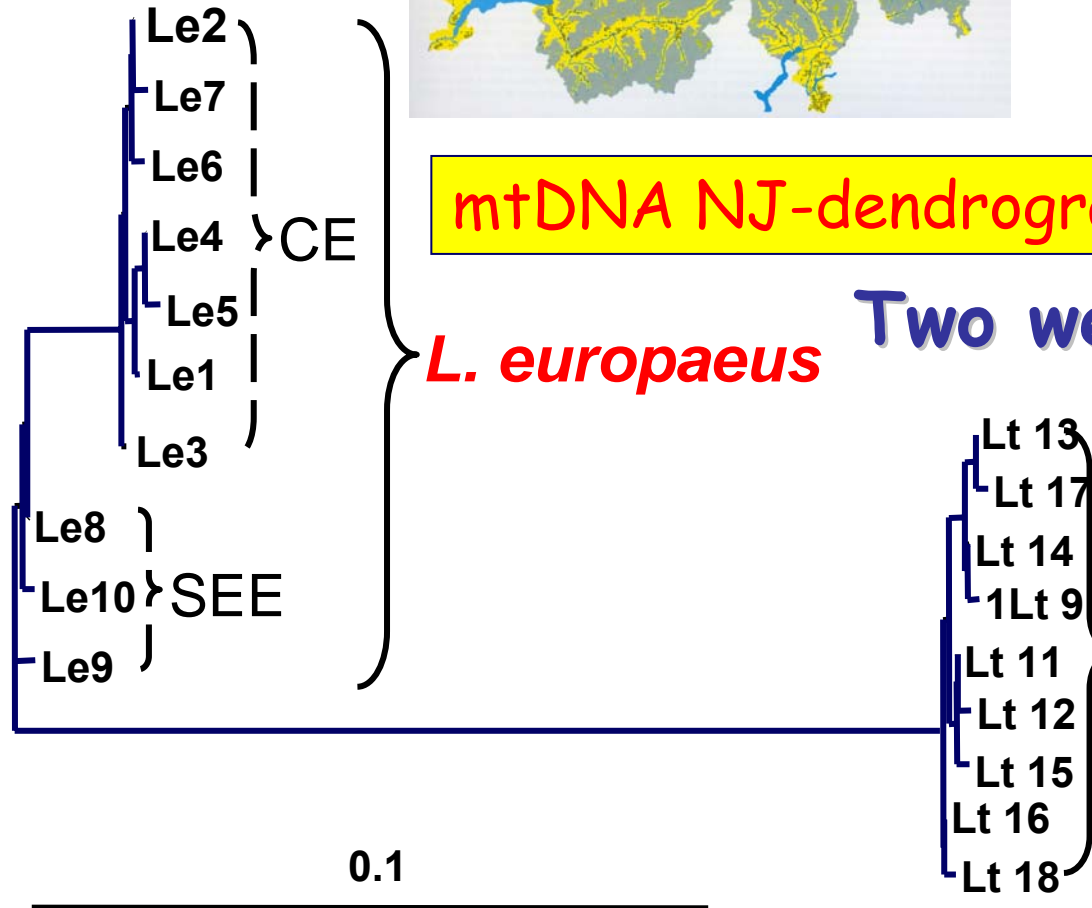 Le2
Le7
Le6
Le4
CE
Le5
Le1
Le3
Le8
Le10
SEE
Le9
L. europaeus
mtDNA NJ-dendrogr
Two
Lt 13
Lt 17
Lt 14
1Lt 9
Lt 11
Lt 12
Lt 15
Lt 16
Lt 18
0.1